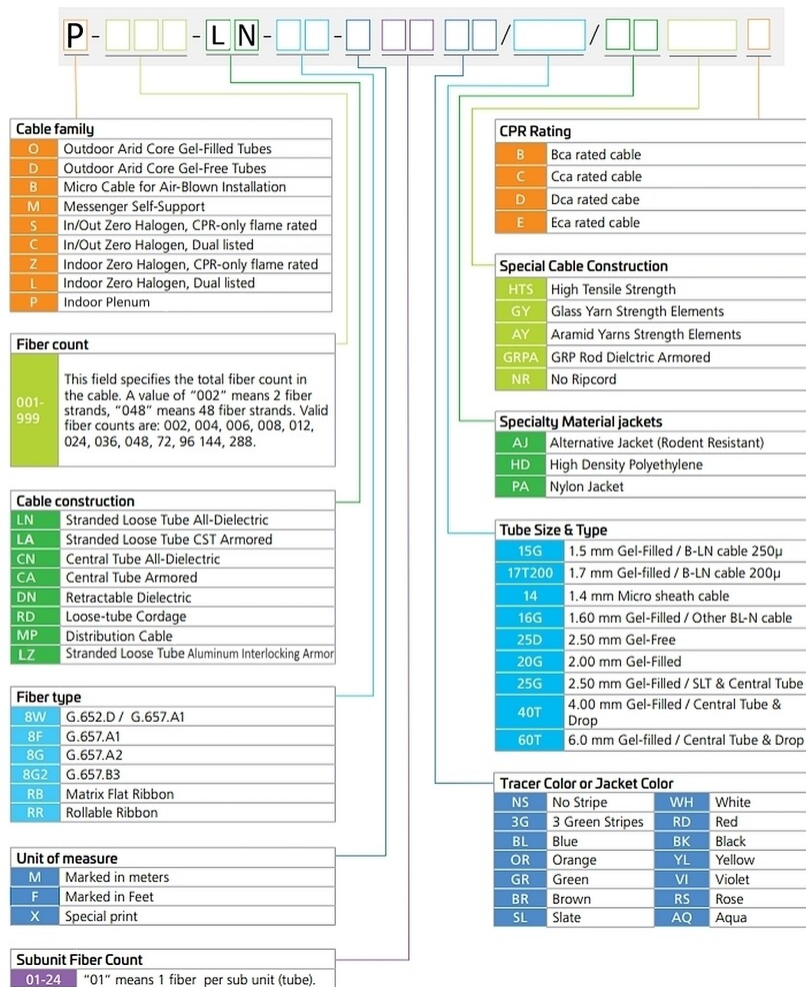 P - - L N - - / /
Cable family
O Outdoor Arid Core Gel-Filled Tubes
D Outdoor Arid Core Gel-Free Tubes
B Micro Cable for Air-Blown Installation
M Messenger Self-Support
S In/Out Zero Halogen, CPR-only flame rated
C In/Out Zero Halogen, Dual listed
Z Indoor Zero Halogen, CPR-only flame rated
L Indoor Zero Halogen, Dual listed
P Indoor Plenum
Fiber count
001-
999
This field specifies the total fiber count in
the cable. A value of “002” means 2 fiber
strands, “048” means 48 fiber strands. Valid
fiber counts are: 002, 004, 006, 008, 012,
024, 036, 048, 72, 96 144, 288.
Cable construction
LN Stranded Loose Tube All-Dielectric
LA Stranded Loose Tube CST Armored
CN Central Tube All-Dielectric
CA Central Tube Armored
DN Retractable Dielectric
RD Loose-tube Cordage
MP Distribution Cable
LZ Stranded Loose Tube Aluminum Interlocking Armor
Fiber type
8W G.652.D / G.657.A1
8F G.657.A1
8G G.657.A2
8G2 G.657.B3
RB Matrix Flat Ribbon
RR Rollable Ribbon
Unit of measure
M Marked in meters
F Marked in Feet
X Special print
Subunit Fiber Count
01-24 “01” means 1 fiber per sub unit (tube).
CPR Rating
B Bca rated cable
C Cca rated cable
D Dca rated cabe
E Eca rated cable
Special Cable Construction
HTS High Tensile Strength
GY Glass Yarn Strength Elements
AY Aramid Yarns Strength Elements
GRPA GRP Rod Dielctric Armored
NR No Ripcord
Specialty Material jackets
AJ Alternative Jacket (Rodent Resistant)
HD High Density Polyethylene
PA Nylon Jacket
Tube Size & Type
15G 1.5 mm Gel-Filled / B-LN cable 250µ
17T200 1.7 mm Gel-filled / B-LN cable 200µ
14 1.4 mm Micro sheath cable
16G 1.60 mm Gel-Filled / Other BL-N cable
25D 2.50 mm Gel-Free
20G 2.00 mm Gel-Filled
25G 2.50 mm Gel-Filled / SLT & Central Tube
40T 4.00 mm Gel-Filled / Central Tube &
Drop
60T 6.0 mm Gel-filled / Central Tube & Drop
Tracer Color or Jacket Color
NS No Stripe WH White
3G 3 Green Stripes RD Red
BL Blue BK Black
OR Orange YL Yellow
GR Green VI Violet
BR Brown RS Rose
SL Slate AQ Aqua